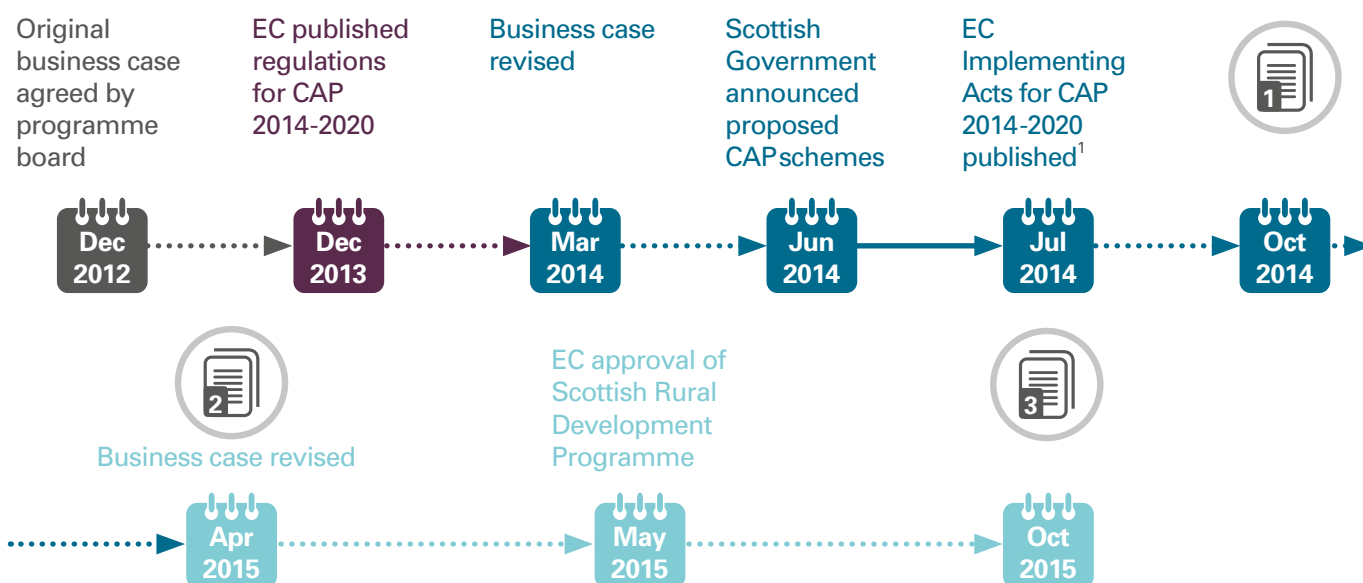 Original
business case
agreed by
programme
board
EC published
regulations
for CAP
2014-2020
Business case
revised
Scottish
Government
announced
proposed
CAPschemes
EC
Implementing
Acts for CAP
2014-2020
published1
1
Dec
2012
Dec
2013
Mar
2014
Jun
2014
Jul
2014
Oct
2014
2
Business case revised
EC approval of
Scottish Rural
Development
Programme
3
Apr
2015
May
2015
Oct
2015